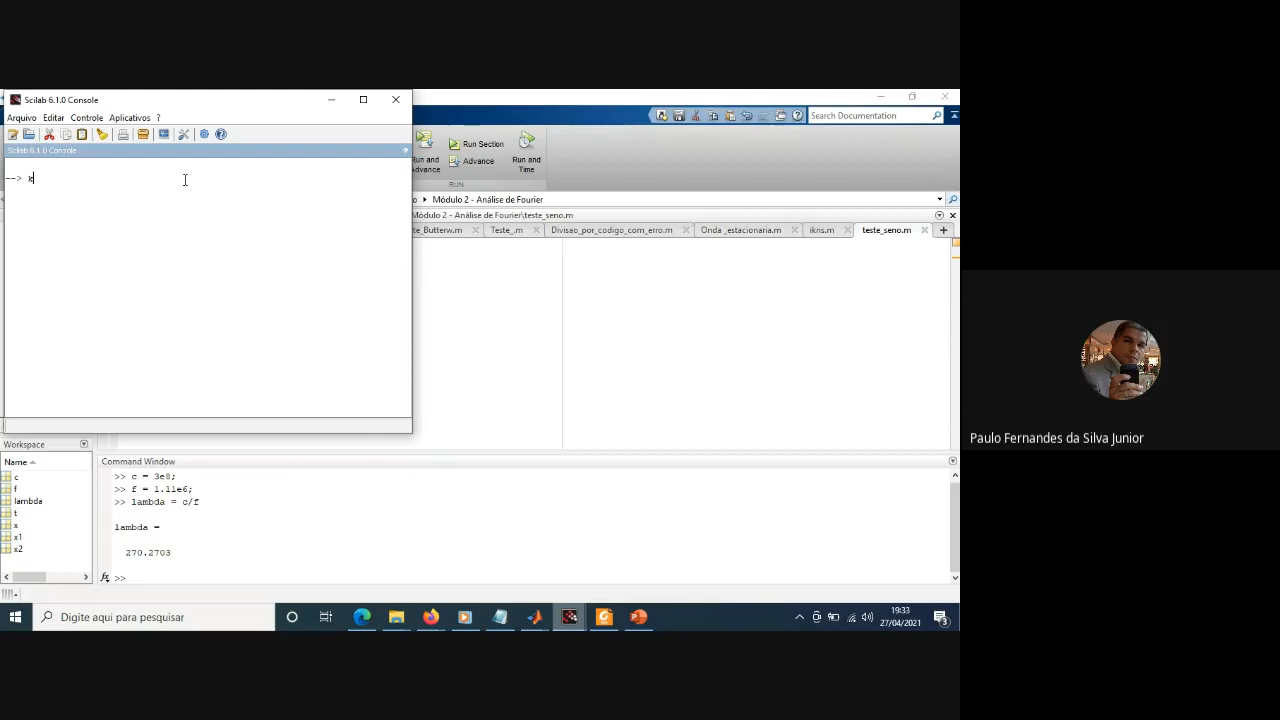 Scilab 6.1.0 Console
Arquivo Editar Controle Aplicativos ?
Scilab 6.1.0 Console ?
-->
Search Documentation
Run and Advance
Run Section
Advance
Run and Time
RUN
Módulo 2 - Análise de Fourier
Módulo 2 - Análise de Fourier\teste_seno.m
te_Butterw.m
Teste_.m
Divisao_por_codigo_com_erro.m
Onda_estacionaria.m
ikns.m
teste_seno.m
Workspace
Name
c
f
lambda
t
x
x1
x2
Command Window
>> c = 3e8;
>> f = 1.11e6;
>> lambda = c/f
lambda =
270.2703
fx >>
Digite aqui para pesquisar
19:33
27/04/2021
3
Paulo Fernandes da Silva Junior